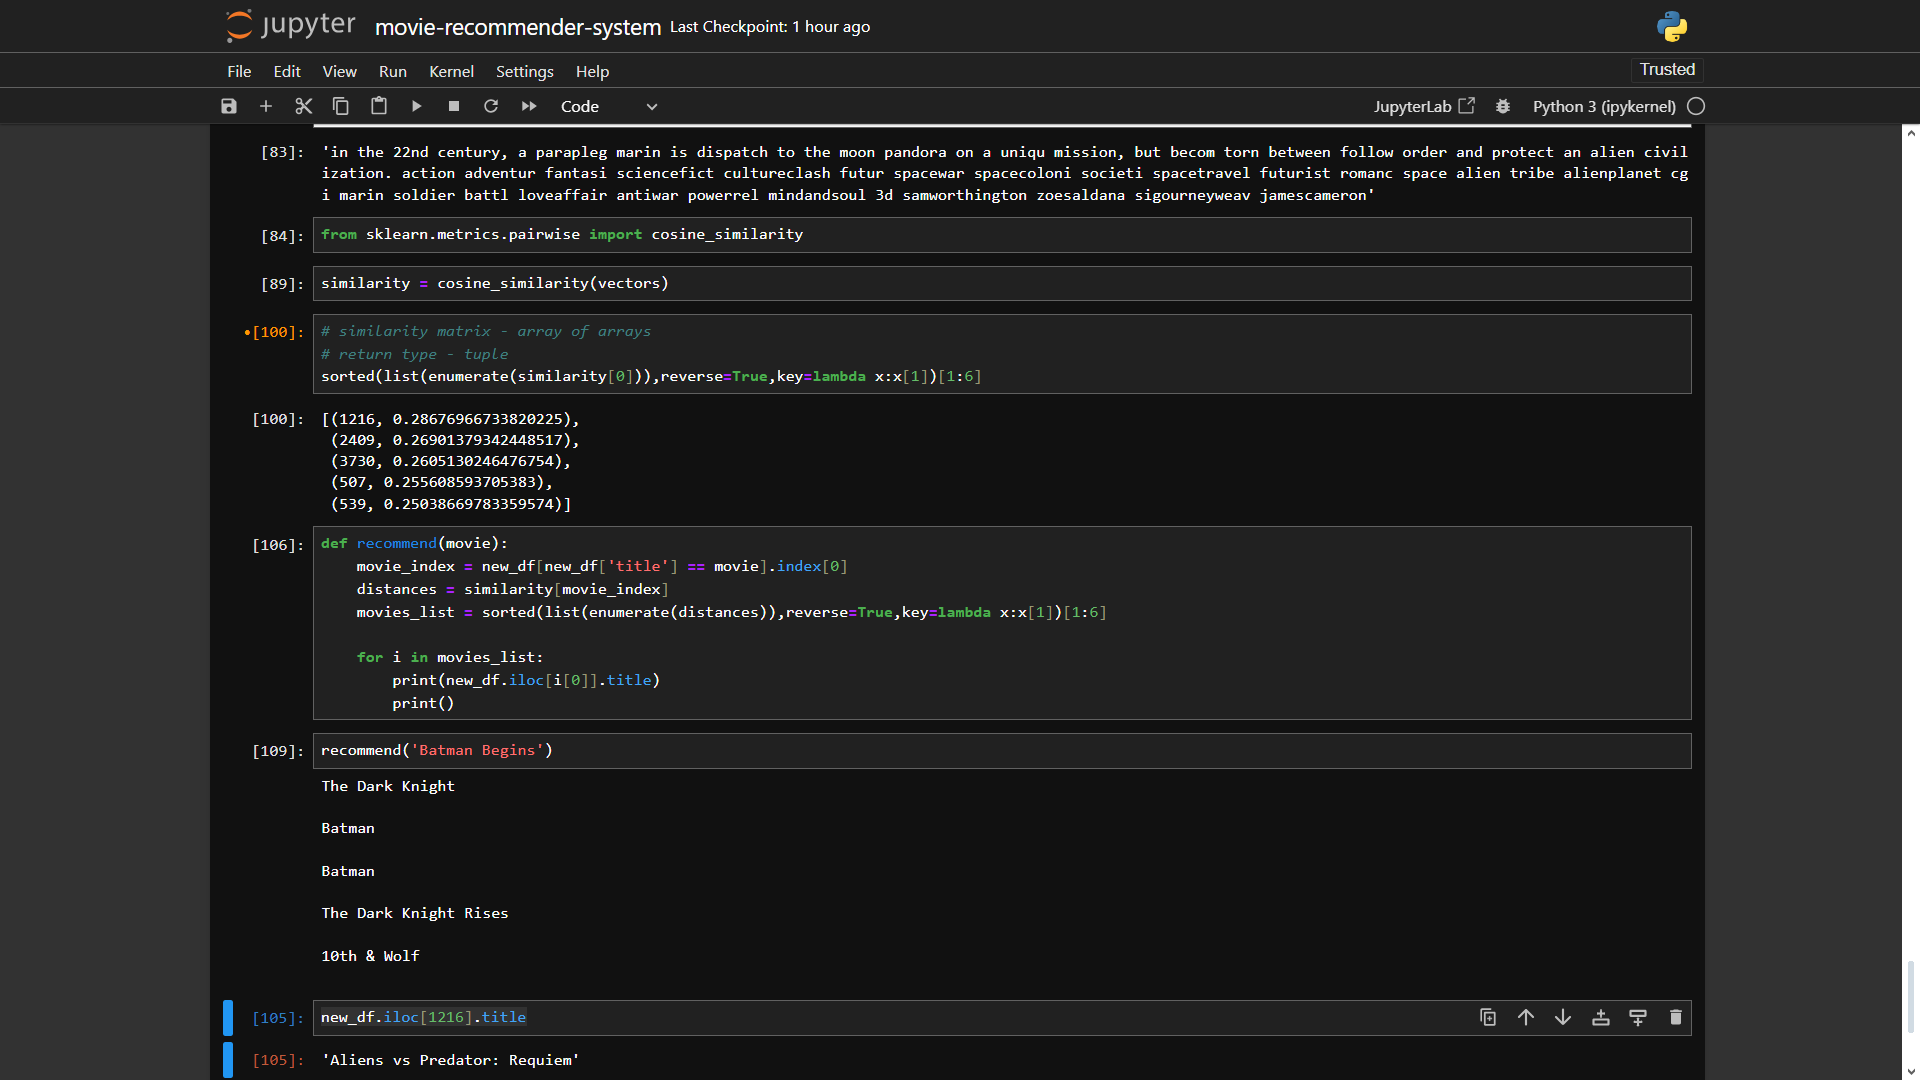 jupyter movie-recommender-system Last Checkpoint: 1 hour ago
File Edit View Run Kernel Settings Help Trusted
Code JupyterLab Python 3 (ipykernel)
[83]: 'in the 22nd century, a parapleg marin is dispatch to the moon pandora on a uniqu mission, but becom torn between follow order and protect an alien civil
ization. action adventur fantasi sciencefict cultureclash futur spacewar spacecoloni societi spacetravel futurist romanc space alien tribe alienplanet cg
i marin soldier battl loveaffair antiwar powerrel mindandsoul 3d samworthington zoesaldana sigourneyweav jamescameron'
[84]: from sklearn.metrics.pairwise import cosine_similarity
[89]: similarity = cosine_similarity(vectors)
•[100]: # similarity matrix - array of arrays
# return type - tuple
sorted(list(enumerate(similarity[0])),reverse=True,key=lambda x:x[1])[1:6]
[100]: [(1216, 0.28676966733820225),
(2409, 0.26901379342448517),
(3730, 0.2605130246476754),
(507, 0.255608593705383),
(539, 0.25038669783359574)]
[106]: def recommend(movie):
    movie_index = new_df[new_df['title'] == movie].index[0]
    distances = similarity[movie_index]
    movies_list = sorted(list(enumerate(distances)),reverse=True,key=lambda x:x[1])[1:6]
    for i in movies_list:
        print(new_df.iloc[i[0]].title)
        print()
[109]: recommend('Batman Begins')
The Dark Knight
Batman
Batman
The Dark Knight Rises
10th & Wolf
[105]: new_df.iloc[1216].title
[105]: 'Aliens vs Predator: Requiem'